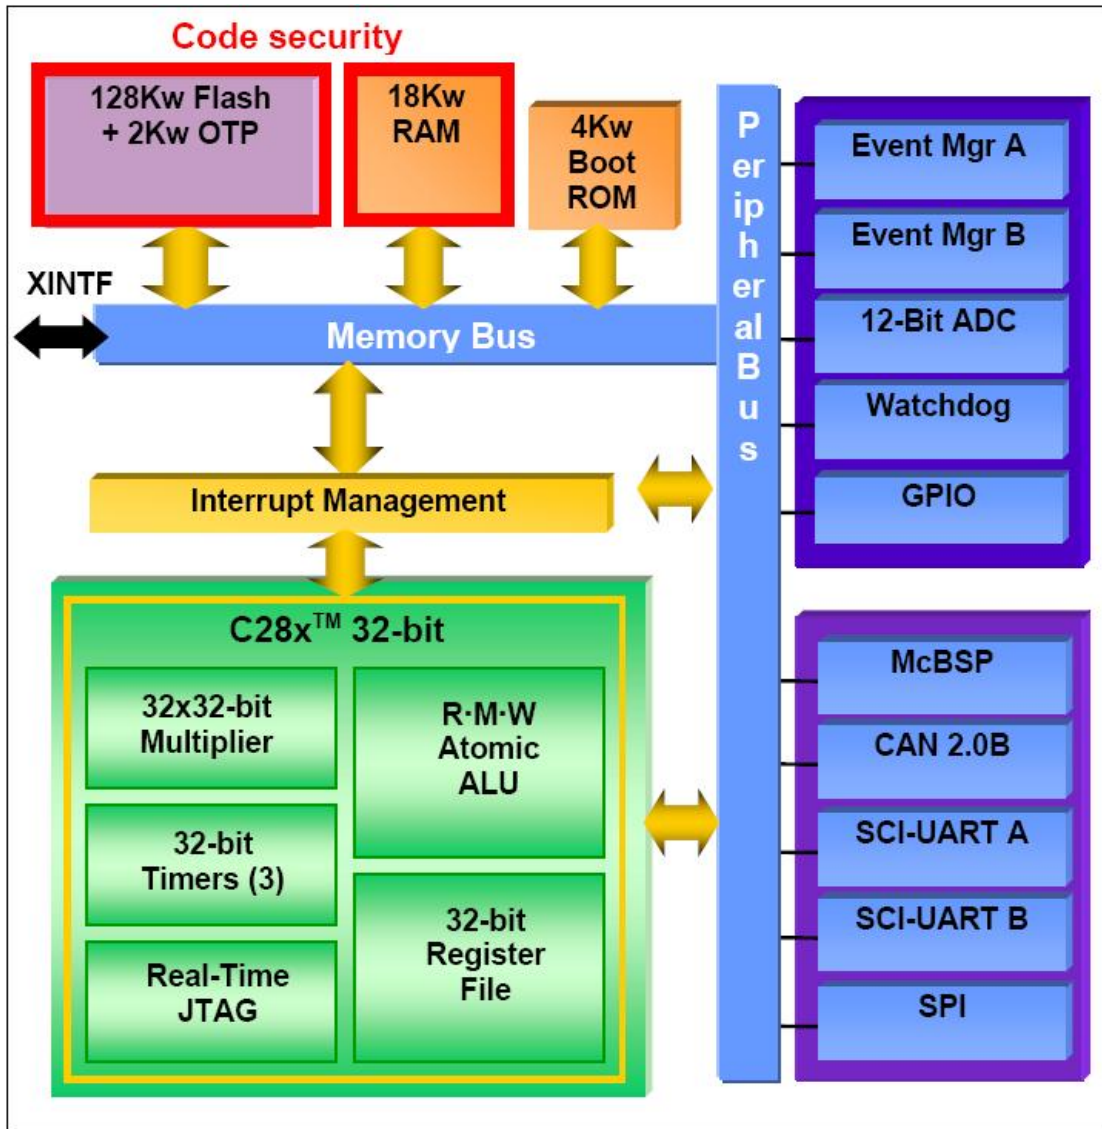 Code security
128Kw Flash
+ 2Kw OTP
18Kw
RAM
4Kw
Boot
ROM
XINTF
Memory Bus
Interrupt Management
C28x™ 32-bit
32x32-bit
Multiplier
32-bit
Timers (3)
Real-Time
JTAG
R·M·W
Atomic
ALU
32-bit
Register
File
P
er
ip
h
er
al
B
u
s
Event Mgr A
Event Mgr B
12-Bit ADC
Watchdog
GPIO
McBSP
CAN 2.0B
SCI-UART A
SCI-UART B
SPI